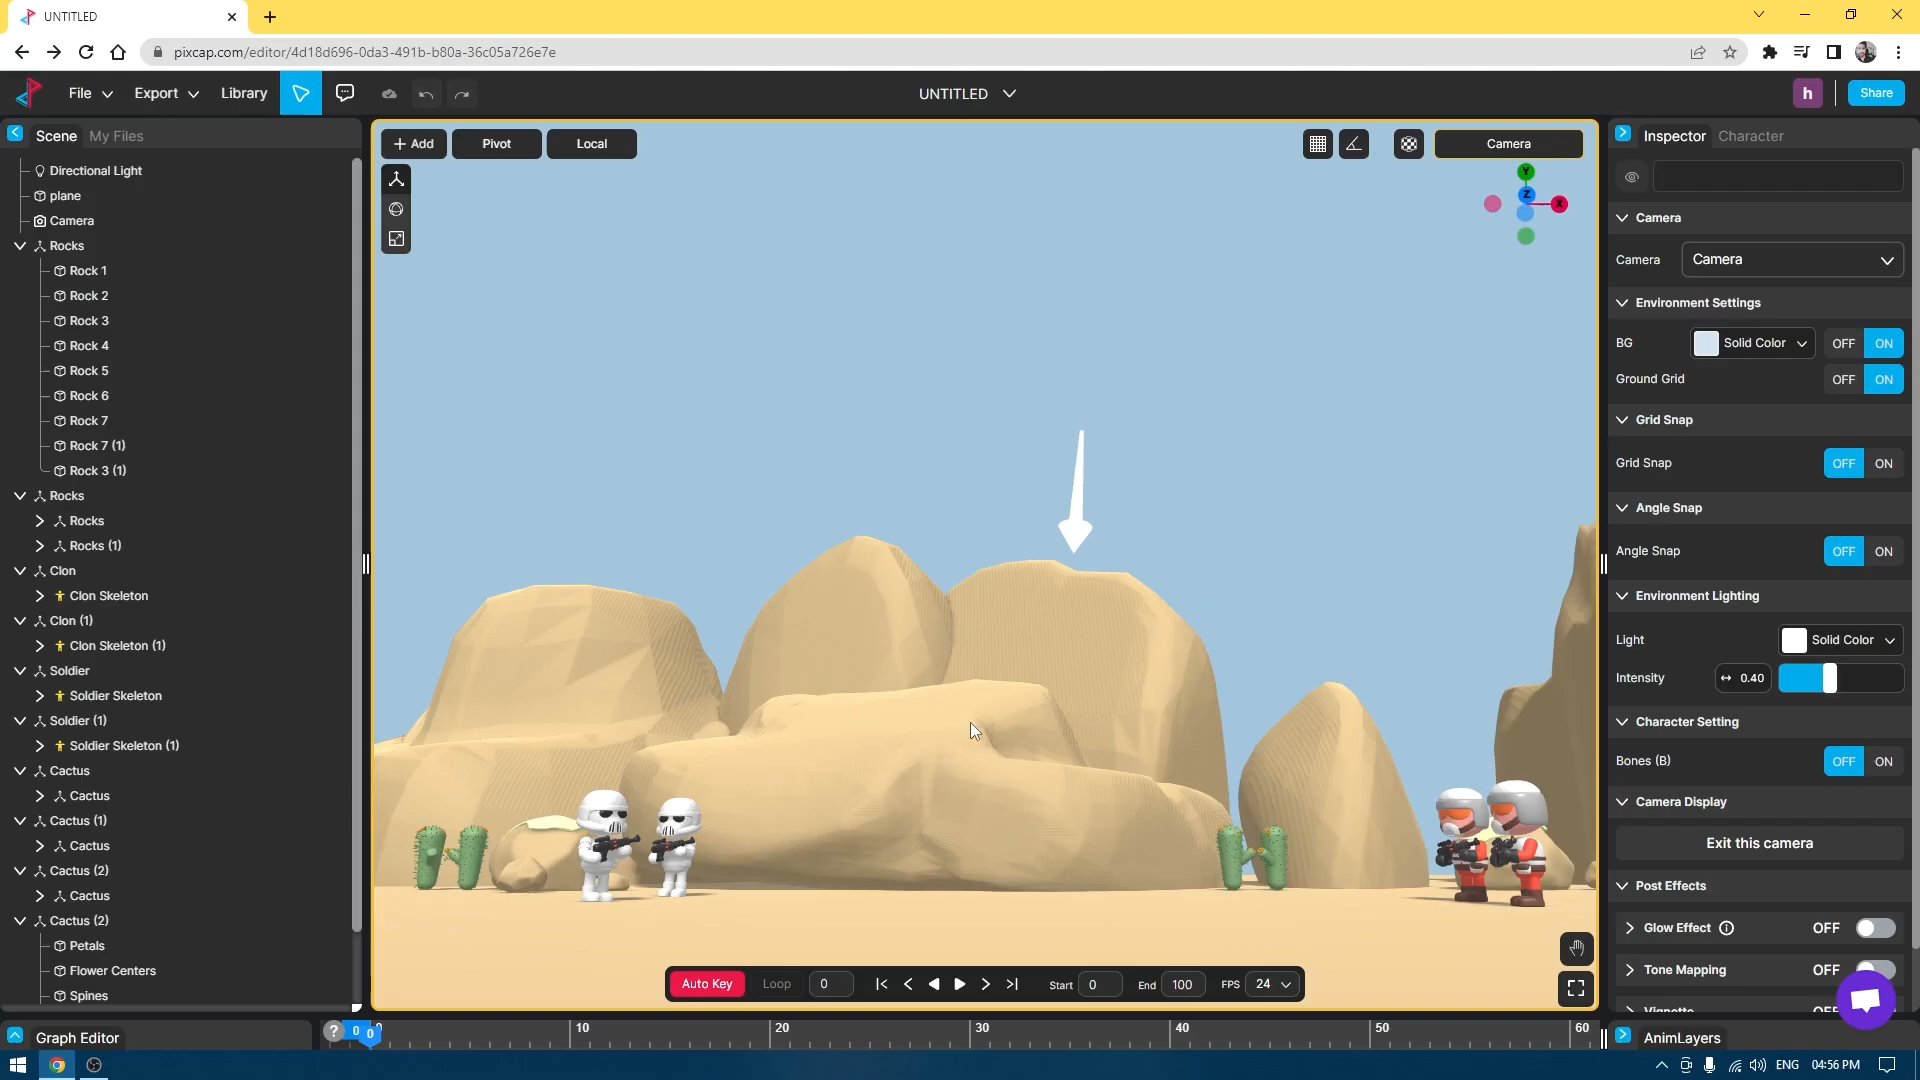 UNTITLED
pixcap.com/editor/4d18d696-0da3-491b-b80a-36c05a726e7e
File Export Library UNTITLED h Share
Scene My Files
Directional Light
plane
Camera
Rocks
Rock 1
Rock 2
Rock 3
Rock 4
Rock 5
Rock 6
Rock 7
Rock 7 (1)
Rock 3 (1)
Rocks
Rocks
Rocks (1)
Clon
Clon Skeleton
Clon (1)
Clon Skeleton (1)
Soldier
Soldier Skeleton
Soldier (1)
Soldier Skeleton (1)
Cactus
Cactus
Cactus (1)
Cactus
Cactus (2)
Cactus
Cactus (2)
Petals
Flower Centers
Spines
+ Add Pivot Local Camera
Y
Z X
Auto Key Loop 0 Start 0 End 100 FPS 24
Inspector Character
Camera
Camera Camera
Environment Settings
BG Solid Color OFF ON
Ground Grid OFF ON
Grid Snap
Grid Snap OFF ON
Angle Snap
Angle Snap OFF ON
Environment Lighting
Light Solid Color
Intensity 0.40
Character Setting
Bones (B) OFF ON
Camera Display
Exit this camera
Post Effects
Glow Effect OFF
Tone Mapping OFF
Graph Editor ? 0 0 10 20 30 40 50 60 AnimLayers
ENG 04:56 PM